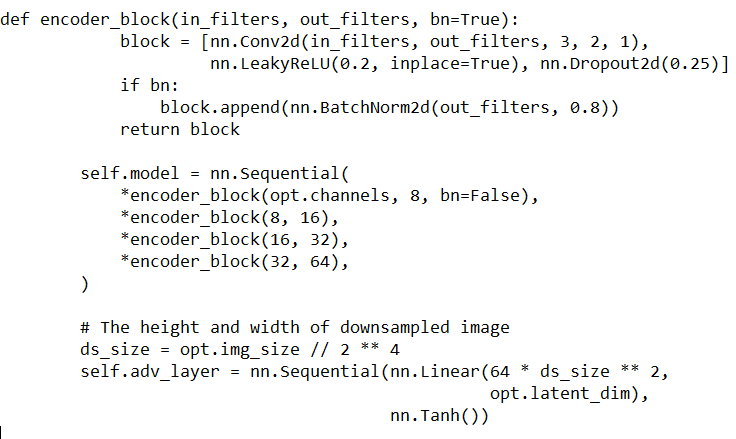 def encoder_block(in_filters, out_filters, bn=True):
            block = [nn.Conv2d(in_filters, out_filters, 3, 2, 1),
                     nn.LeakyReLU(0.2, inplace=True), nn.Dropout2d(0.25)]
            if bn:
                block.append(nn.BatchNorm2d(out_filters, 0.8))
            return block

        self.model = nn.Sequential(
            *encoder_block(opt.channels, 8, bn=False),
            *encoder_block(8, 16),
            *encoder_block(16, 32),
            *encoder_block(32, 64),
        )

        # The height and width of downsampled image
        ds_size = opt.img_size // 2 ** 4
        self.adv_layer = nn.Sequential(nn.Linear(64 * ds_size ** 2,
                                                 opt.latent_dim),
                                       nn.Tanh())